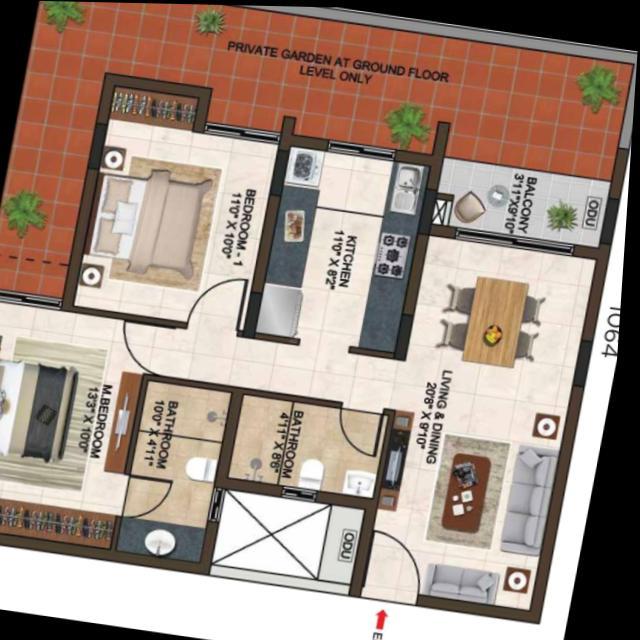 PRIVATE GARDEN AT GROUND FLOOR
LEVEL ONLY
BALCONY
3'11"X9'10"
ODU
BEDROOM - 1
11'0" X 10'0"
KITCHEN
11'0" X 8'2"
1064
LIVING & DINING
20'8" X 9'10"
M.BEDROOM
13'3" X 10'0"
BATHROOM
10'0" X 4'11"
BATHROOM
4'11" X 8'6"
ODU
E